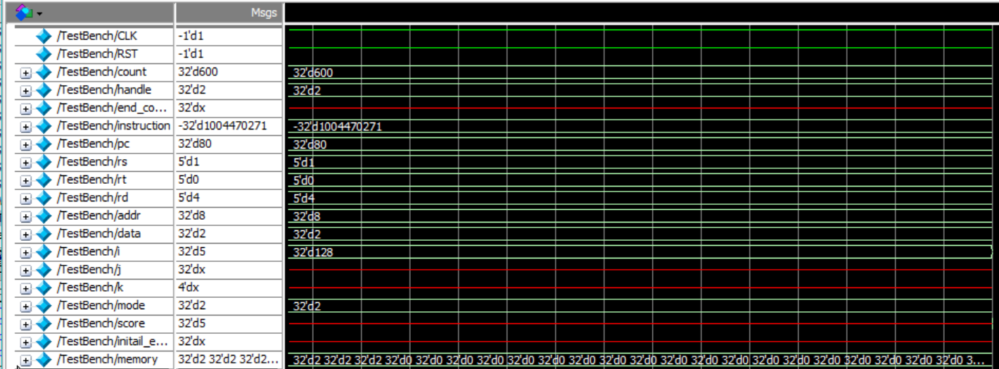 Msgs
/TestBench/CLK -1'd1
/TestBench/RST -1'd1
/TestBench/count 32'd600 32'd600
/TestBench/handle 32'd2 32'd2
/TestBench/end_co... 32'dx
/TestBench/instruction -32'd1004470271 -32'd1004470271
/TestBench/pc 32'd80 32'd80
/TestBench/rs 5'd1 5'd1
/TestBench/rt 5'd0 5'd0
/TestBench/rd 5'd4 5'd4
/TestBench/addr 32'd8 32'd8
/TestBench/data 32'd2 32'd2
/TestBench/i 32'd5 32'd128
/TestBench/j 32'dx
/TestBench/k 4'dx
/TestBench/mode 32'd2 32'd2
/TestBench/score 32'd5
/TestBench/initail_e... 32'dx
/TestBench/memory 32'd2 32'd2 32'd2... 32'd2 32'd2 32'd2 32'd0 32'd0 32'd0 32'd0 32'd0 32'd0 32'd0 32'd0 32'd0 32'd0 32'd0 32'd0 32'd0 32'd0 32'd0 32'd0 32'd0 32'd0 3...